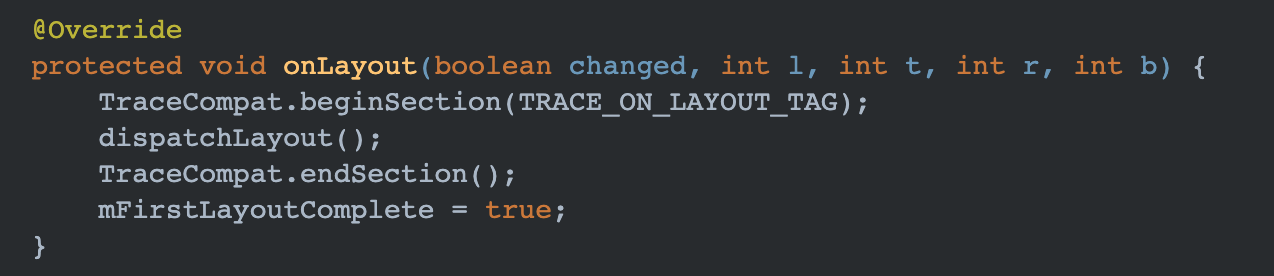 @Override
protected void onLayout(boolean changed, int l, int t, int r, int b) {
    TraceCompat.beginSection(TRACE_ON_LAYOUT_TAG);
    dispatchLayout();
    TraceCompat.endSection();
    mFirstLayoutComplete = true;
}